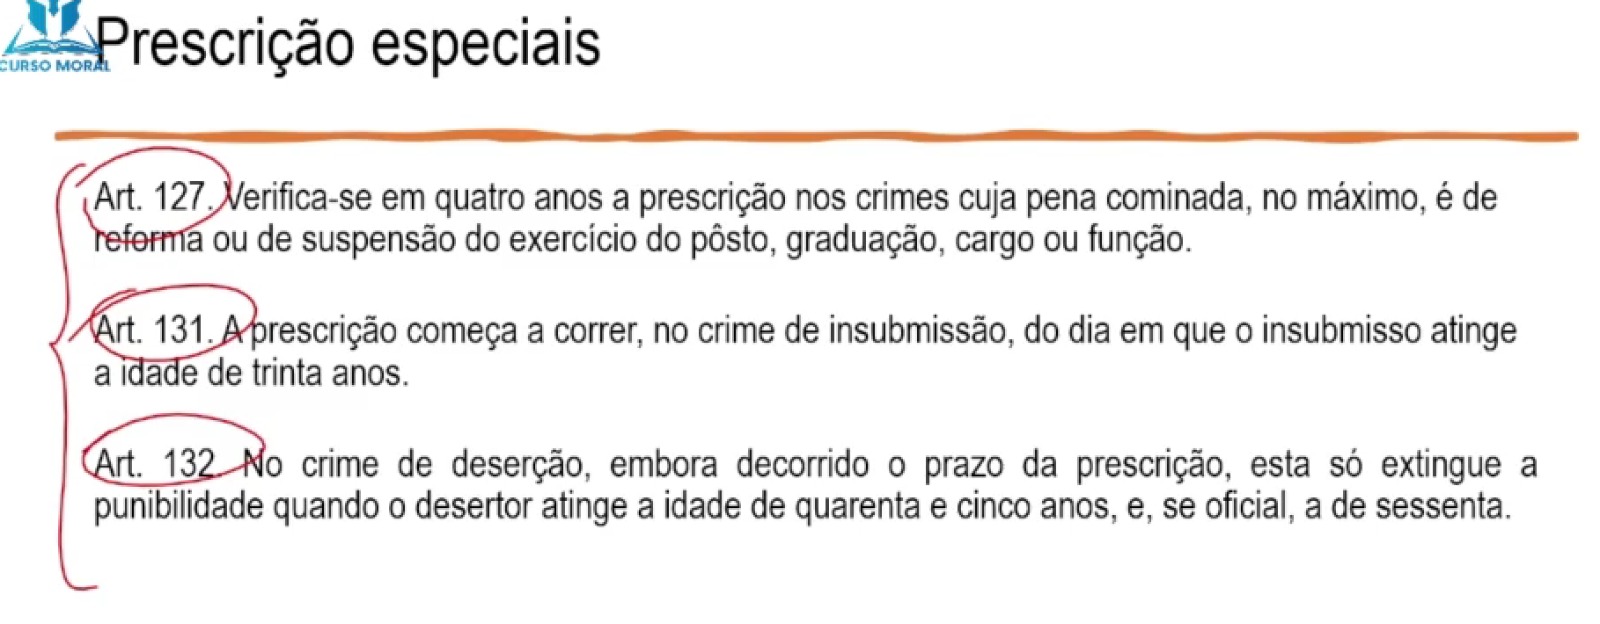 Prescrição especiais
CURSO MORAL
Art. 127. Verifica-se em quatro anos a prescrição nos crimes cuja pena cominada, no máximo, é de
reforma ou de suspensão do exercício do pôsto, graduação, cargo ou função.
Art. 131. A prescrição começa a correr, no crime de insubmissão, do dia em que o insubmisso atinge
a idade de trinta anos.
Art. 132. No crime de deserção, embora decorrido o prazo da prescrição, esta só extingue a
punibilidade quando o desertor atinge a idade de quarenta e cinco anos, e, se oficial, a de sessenta.